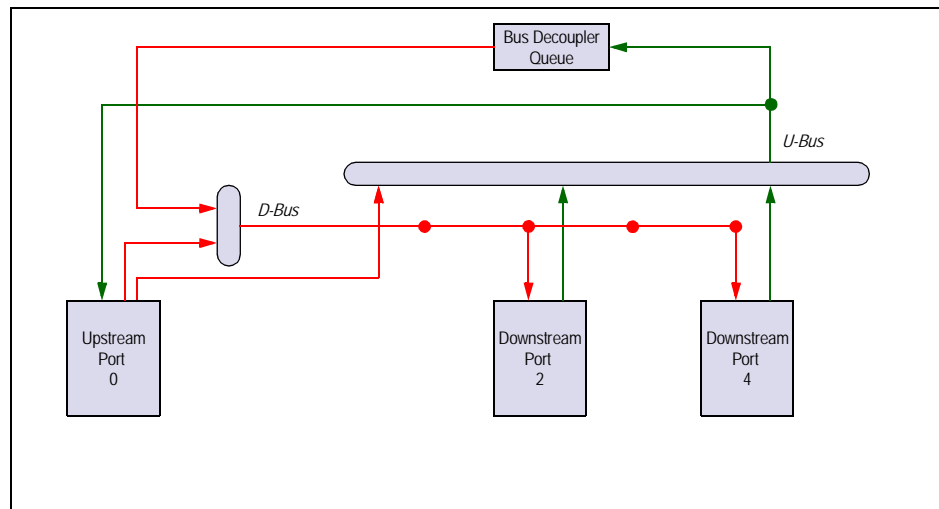 Bus Decoupler
Queue
U-Bus
D-Bus
Upstream
Port
0
Downstream
Port
2
Downstream
Port
4